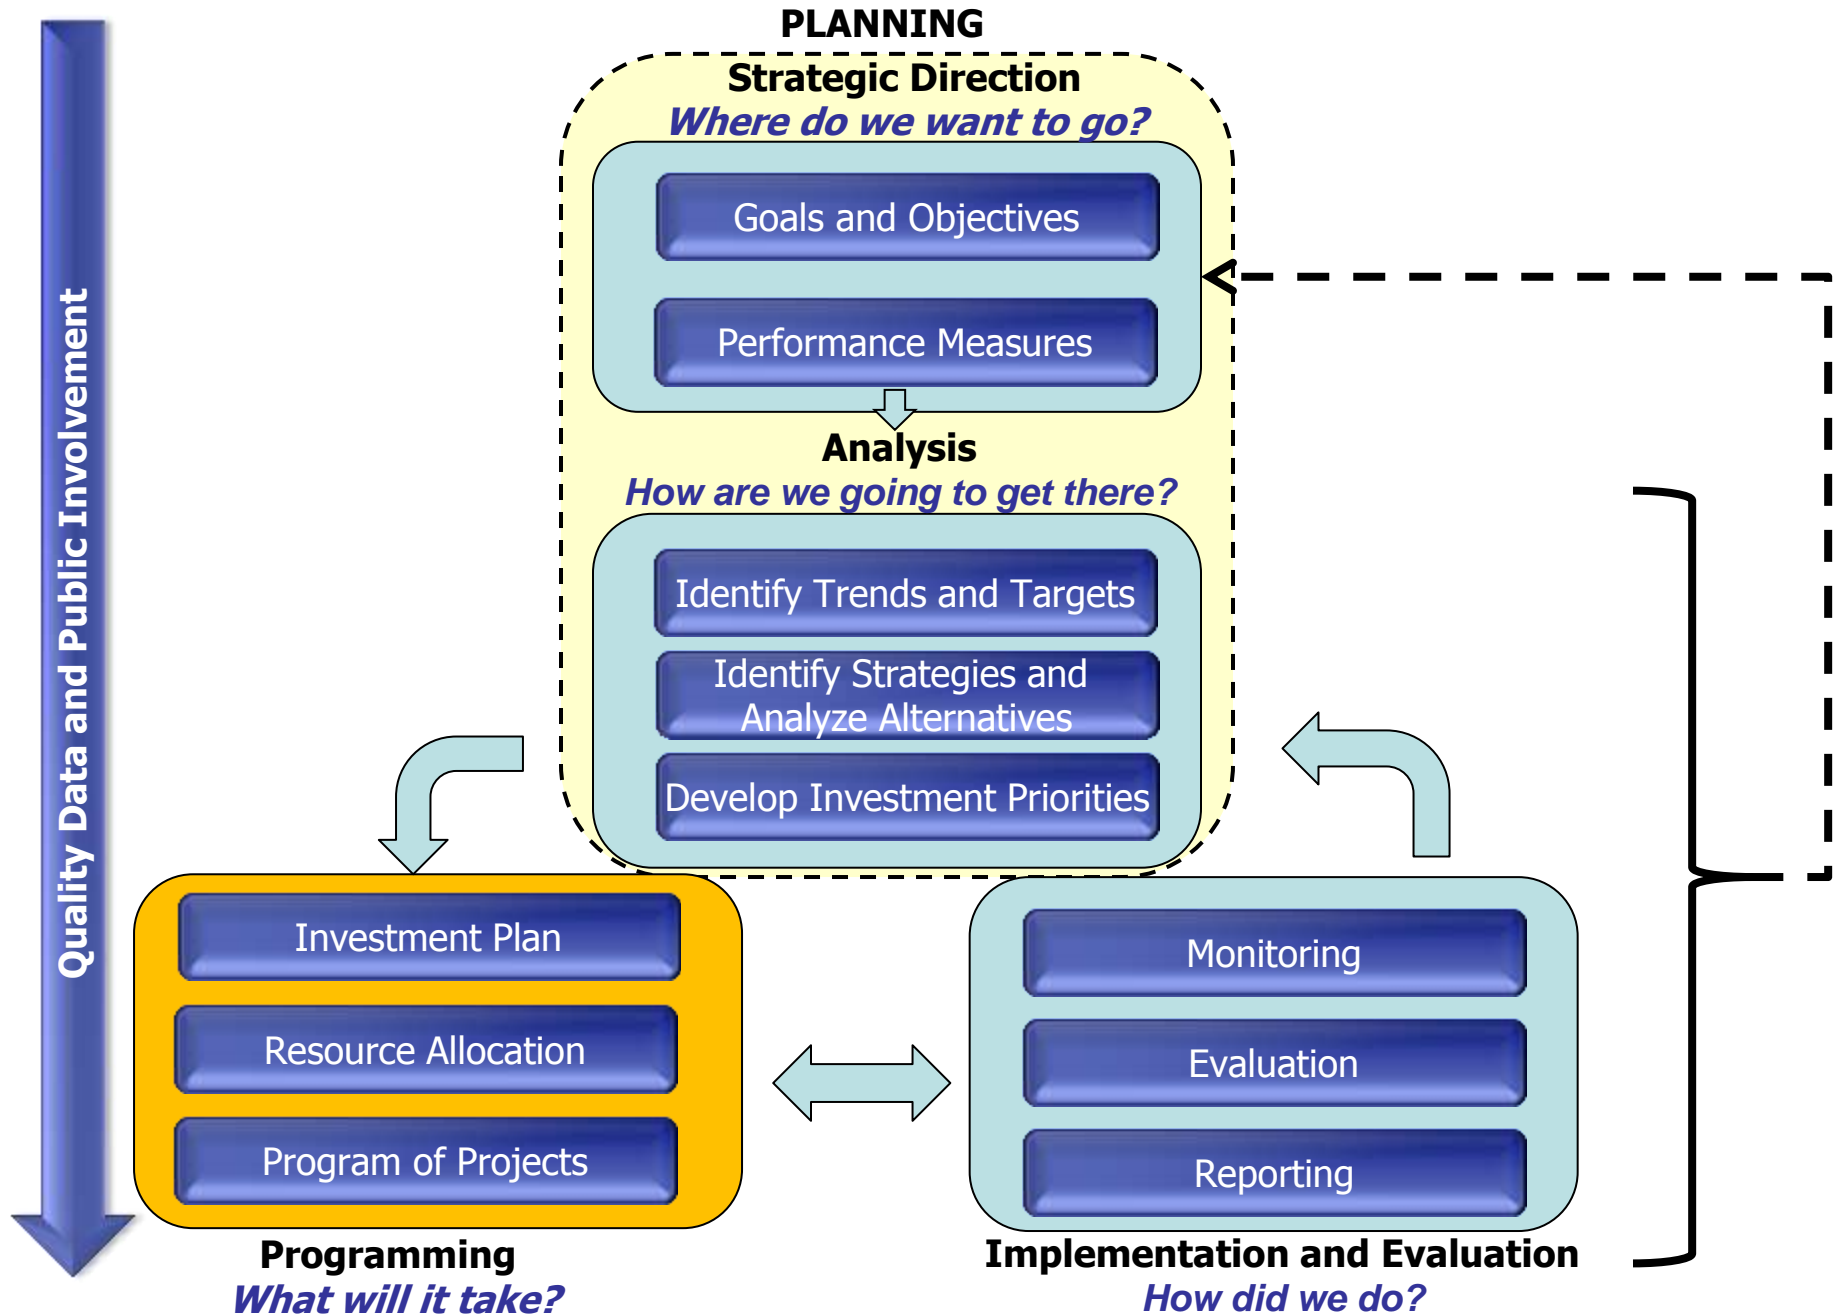 PLANNING
Strategic Direction
Where do we want to go?
Goals and Objectives
Performance Measures
Analysis
How are we going to get there?
Identify Trends and Targets
Identify Strategies and
Analyze Alternatives
Develop Investment Priorities
Quality Data and Public Involvement
Investment Plan
Resource Allocation
Program of Projects
Programming
What will it take?
Monitoring
Evaluation
Reporting
Implementation and Evaluation
How did we do?